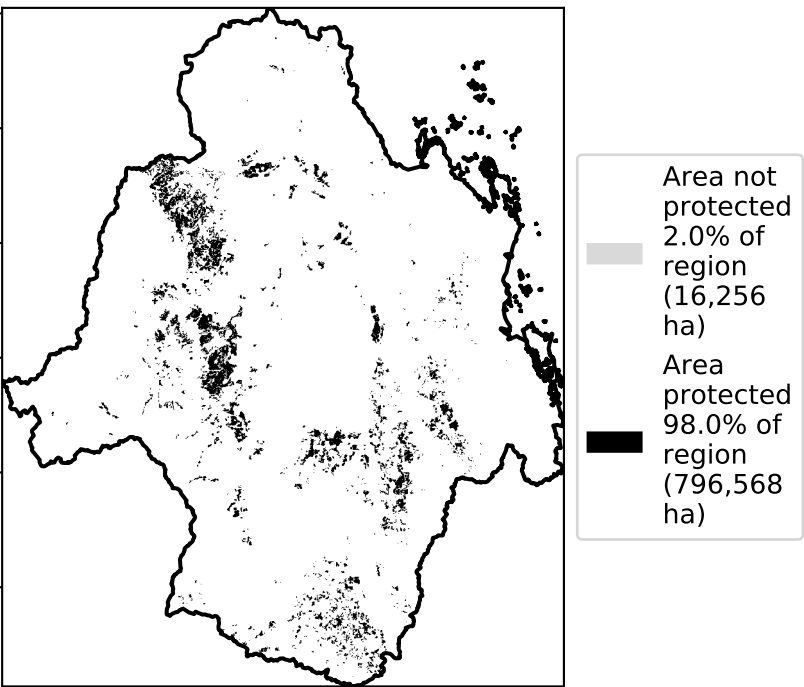 Area not
protected
2.0% of
region
(16,256
ha)
Area
protected
98.0% of
region
(796,568
ha)